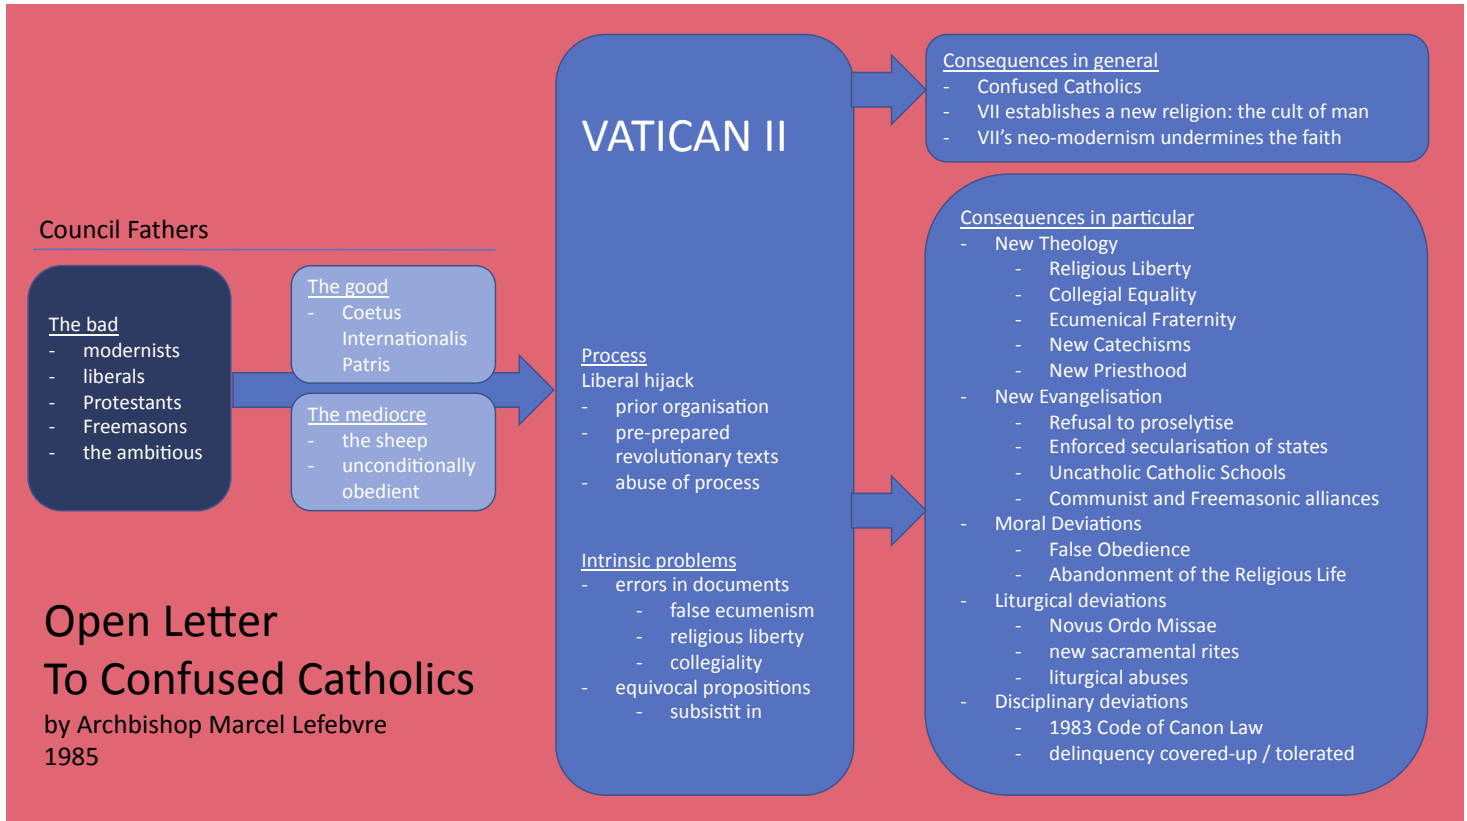 Council Fathers
The bad
- modernists
- liberals
- Protestants
- Freemasons
- the ambitious
The good
- Coetus
Internationalis
Patris
The mediocre
- the sheep
- unconditionally
obedient
Open Letter
To Confused Catholics
by Archbishop Marcel Lefebvre
1985
VATICAN II
Process
Liberal hijack
- prior organisation
- pre-prepared
revolutionary texts
- abuse of process
Intrinsic problems
- errors in documents
- false ecumenism
- religious liberty
- collegiality
- equivocal propositions
- subsistit in
Consequences in general
- Confused Catholics
- VII establishes a new religion: the cult of man
- VII’s neo-modernism undermines the faith
Consequences in particular
- New Theology
- Religious Liberty
- Collegial Equality
- Ecumenical Fraternity
- New Catechisms
- New Priesthood
- New Evangelisation
- Refusal to proselytise
- Enforced secularisation of states
- Uncatholic Catholic Schools
- Communist and Freemasonic alliances
- Moral Deviations
- False Obedience
- Abandonment of the Religious Life
- Liturgical deviations
- Novus Ordo Missae
- new sacramental rites
- liturgical abuses
- Disciplinary deviations
- 1983 Code of Canon Law
- delinquency covered-up / tolerated